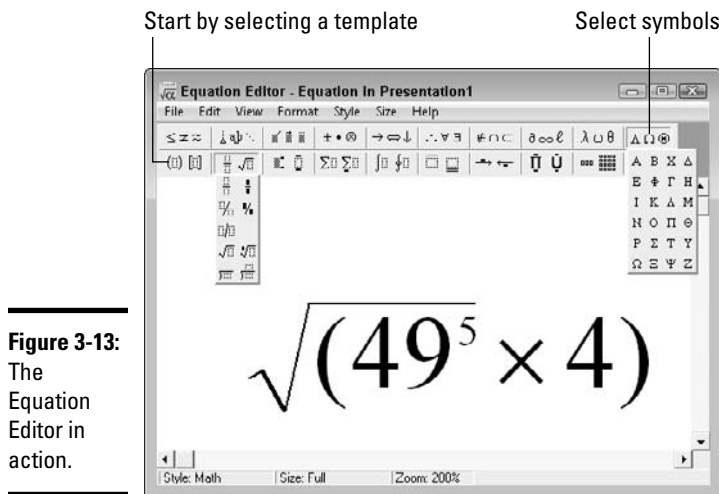 Start by selecting a template
Select symbols
Equation Editor - Equation in Presentation1
File Edit View Format Style Size Help
≤ ≠ ≈
± • ⊗
→ ⇔ ↓
∴ ∀ ∃
∉ ∩ ⊂
∂ ∞ ℓ
λ ω θ
Λ Ω ⊛
Α Β Χ Δ
Ε Φ Γ Η
Ι Κ Λ Μ
Ν Ο Π Θ
Ρ Σ Τ Υ
Ω Ξ Ψ Ζ
√(49⁵ × 4)
Figure 3-13:
The
Equation
Editor in
action.
Style: Math Size: Full Zoom: 200%